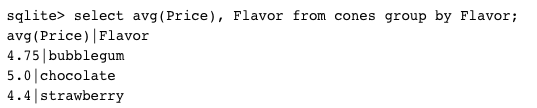 sqlite> select avg(Price), Flavor from cones group by Flavor;
avg(Price)|Flavor
4.75|bubblegum
5.0|chocolate
4.4|strawberry